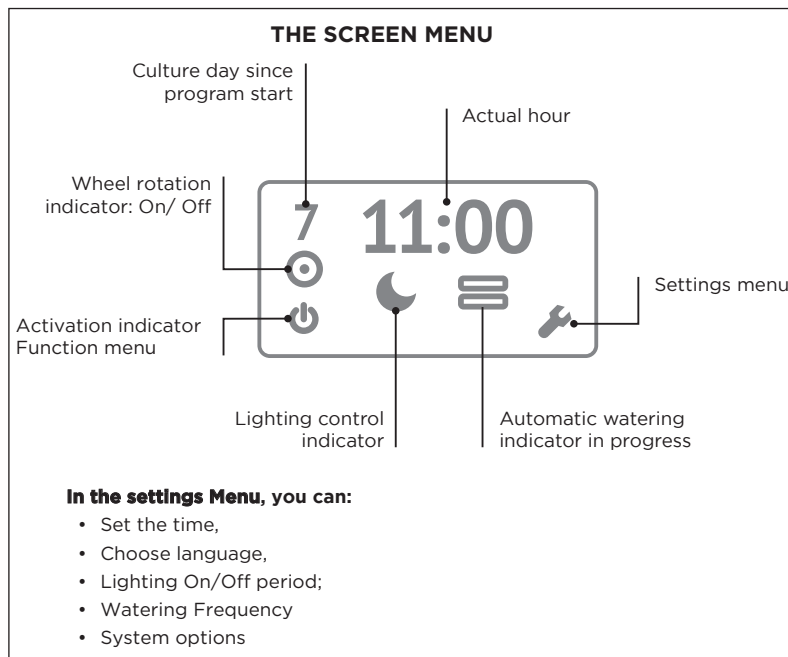 THE SCREEN MENU
Culture day since
program start
Actual hour
Wheel rotation
indicator: On/ Off
7 11:00
Settings menu
Activation indicator
Function menu
Lighting control
indicator
Automatic watering
indicator in progress
In the settings Menu, you can:
• Set the time,
• Choose language,
• Lighting On/Off period;
• Watering Frequency
• System options